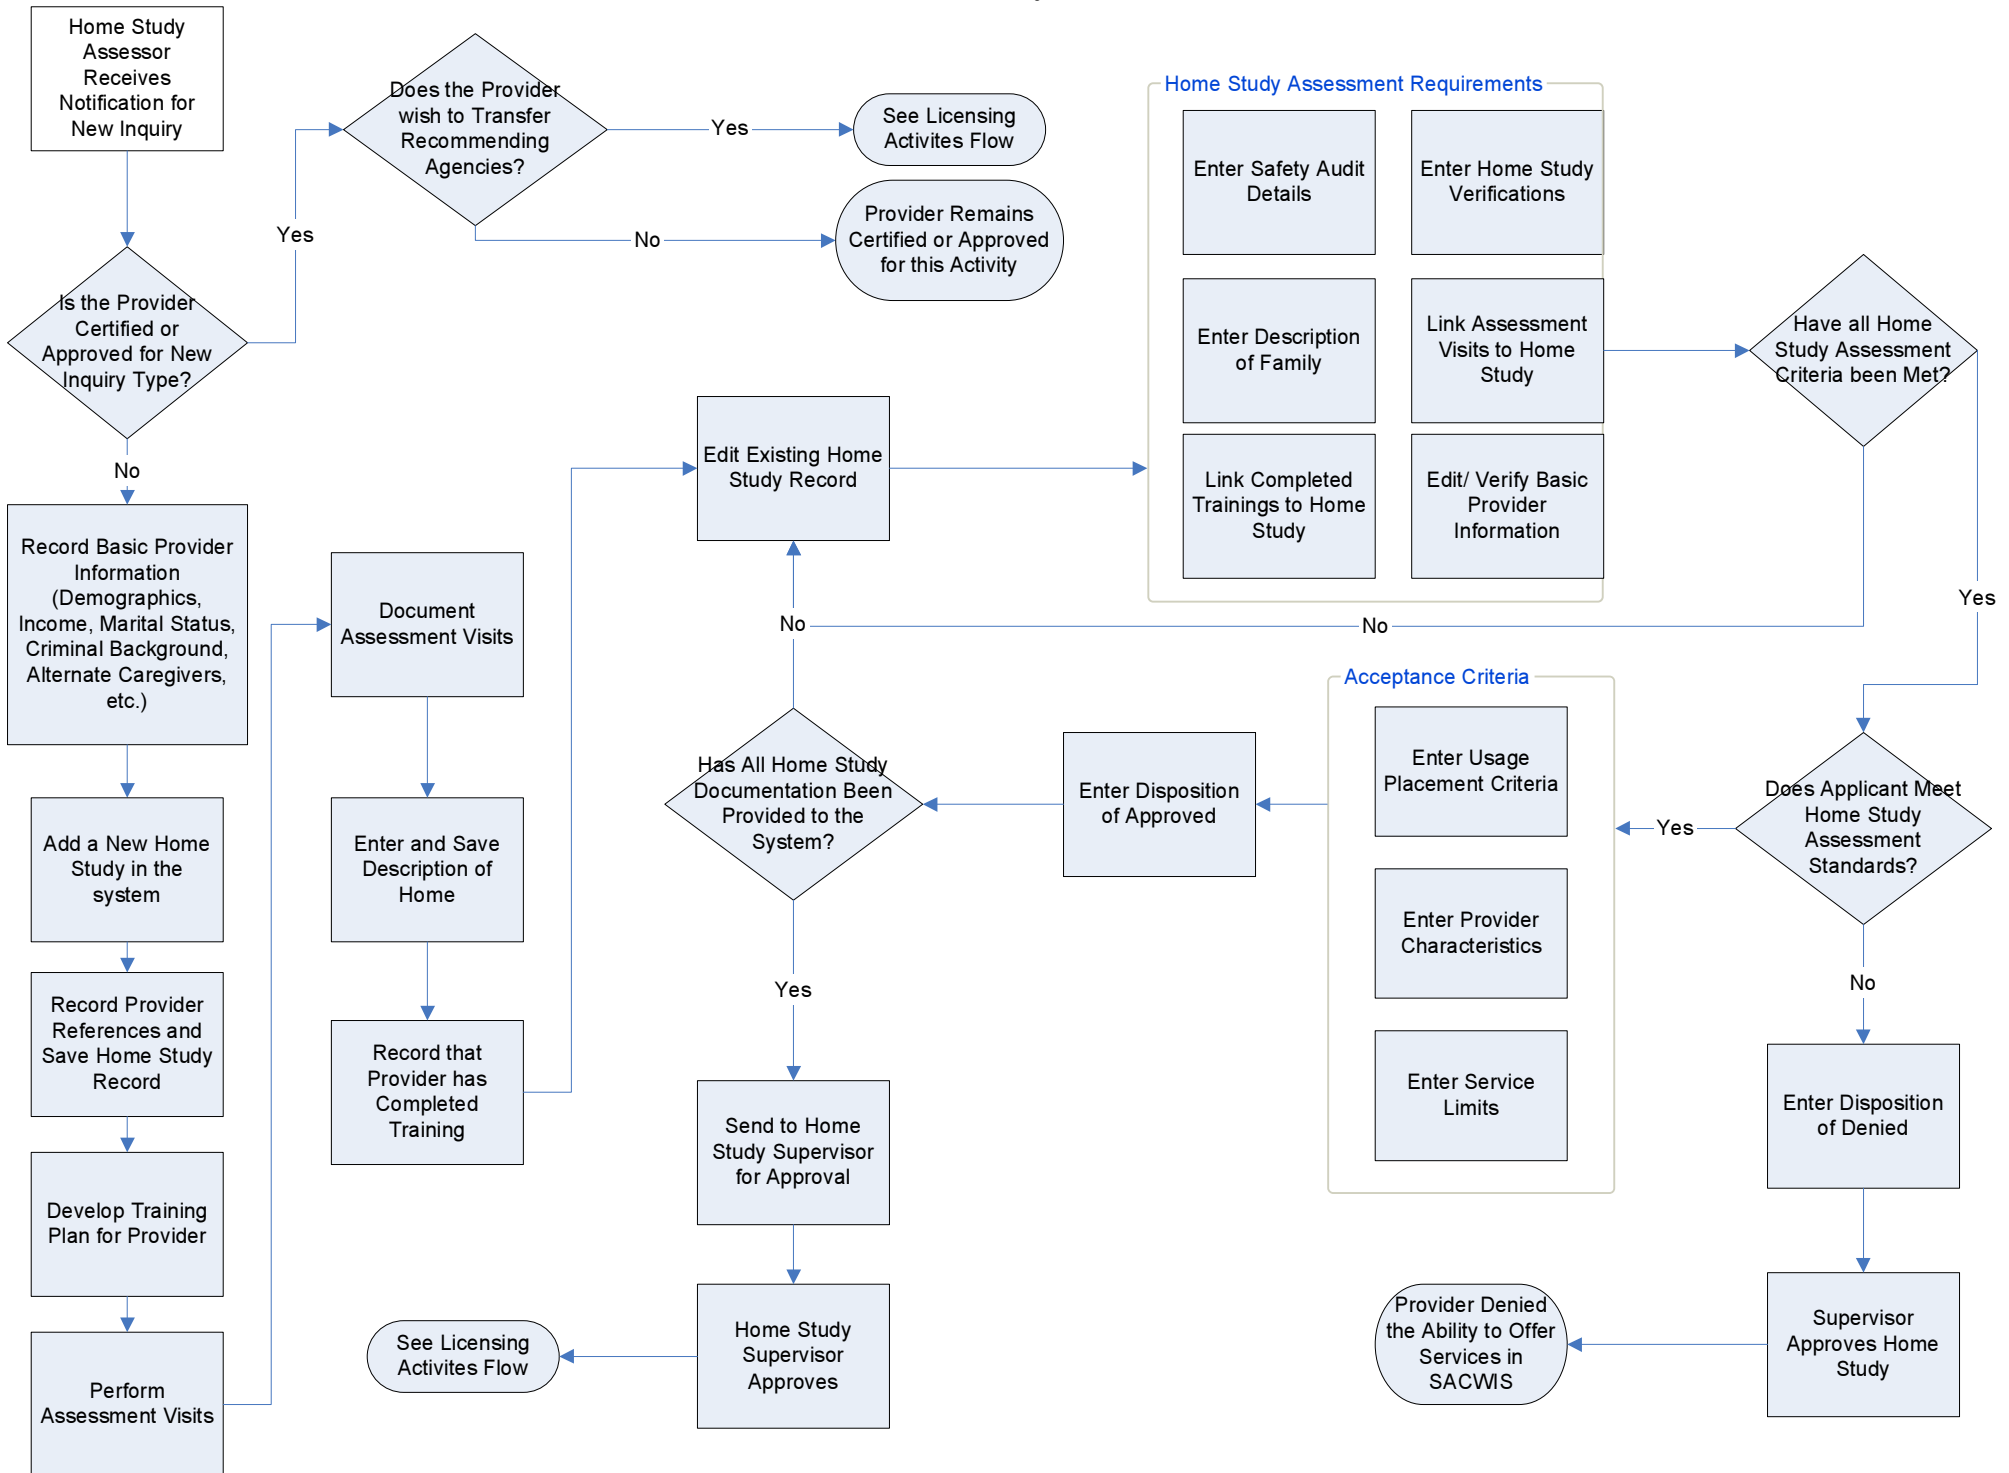 Home Study
Assessor
Receives
Notification for
New Inquiry
Does the Provider
wish to Transfer
Recommending
Agencies?
Yes
See Licensing
Activites Flow
No
Provider Remains
Certified or Approved
for this Activity
Yes
Is the Provider
Certified or
Approved for New
Inquiry Type?
No
Record Basic Provider
Information
(Demographics,
Income, Marital Status,
Criminal Background,
Alternate Caregivers,
etc.)
Add a New Home
Study in the
system
Record Provider
References and
Save Home Study
Record
Develop Training
Plan for Provider
Perform
Assessment Visits
Document
Assessment Visits
Enter and Save
Description of
Home
Record that
Provider has
Completed
Training
Edit Existing Home
Study Record
Home Study Assessment Requirements
Enter Safety Audit
Details
Enter Home Study
Verifications
Enter Description
of Family
Link Assessment
Visits to Home
Study
Link Completed
Trainings to Home
Study
Edit/ Verify Basic
Provider
Information
Have all Home
Study Assessment
Criteria been Met?
Yes
No
No
Does Applicant Meet
Home Study
Assessment
Standards?
Yes
No
Acceptance Criteria
Enter Usage
Placement Criteria
Enter Provider
Characteristics
Enter Service
Limits
Enter Disposition
of Approved
Has All Home Study
Documentation Been
Provided to the
System?
Yes
Send to Home
Study Supervisor
for Approval
Home Study
Supervisor
Approves
See Licensing
Activites Flow
Enter Disposition
of Denied
Supervisor
Approves Home
Study
Provider Denied
the Ability to Offer
Services in
SACWIS